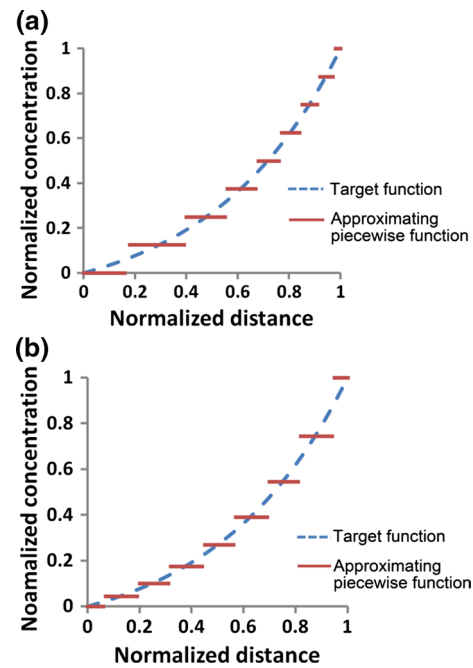 (a)
1
0.8
0.6
0.4
0.2
0
0
0.2
0.4
0.6
0.8
1
Normalized concentration
Normalized distance
Target function
Approximating
piecewise function
(b)
1
0.8
0.6
0.4
0.2
0
0
0.2
0.4
0.6
0.8
1
Noamalized concentration
Normalized distance
Target function
Approximating
piecewise function